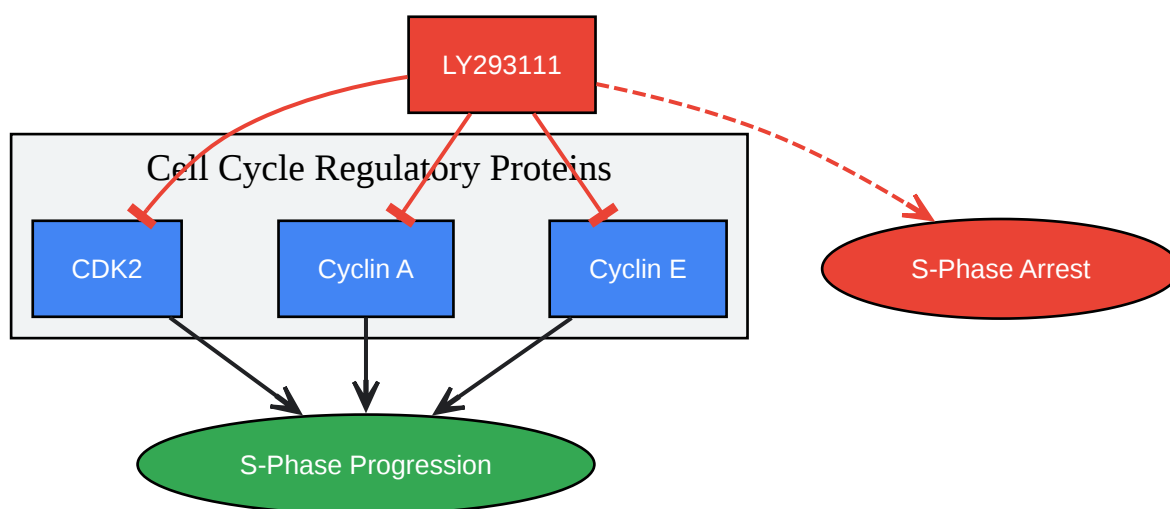 LY293111
Cell Cycle Regulatory Proteins
CDK2
Cyclin A
Cyclin E
S-Phase Arrest
S-Phase Progression